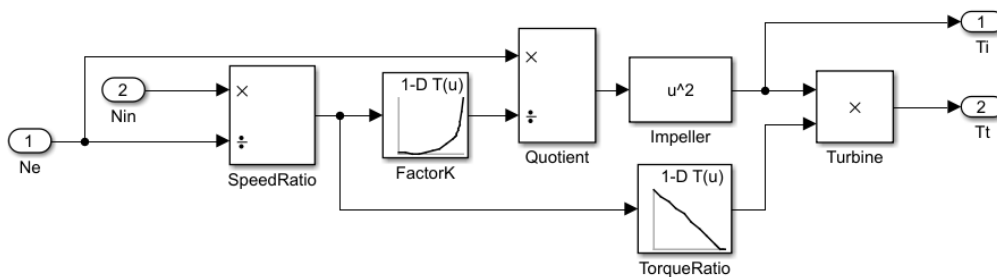 1
Ti
1-D T(u)
×
×
u^2
2
Nin
×
÷
÷
×
2
Tt
1
Ne
SpeedRatio
FactorK
Quotient
Impeller
Turbine
1-D T(u)
TorqueRatio